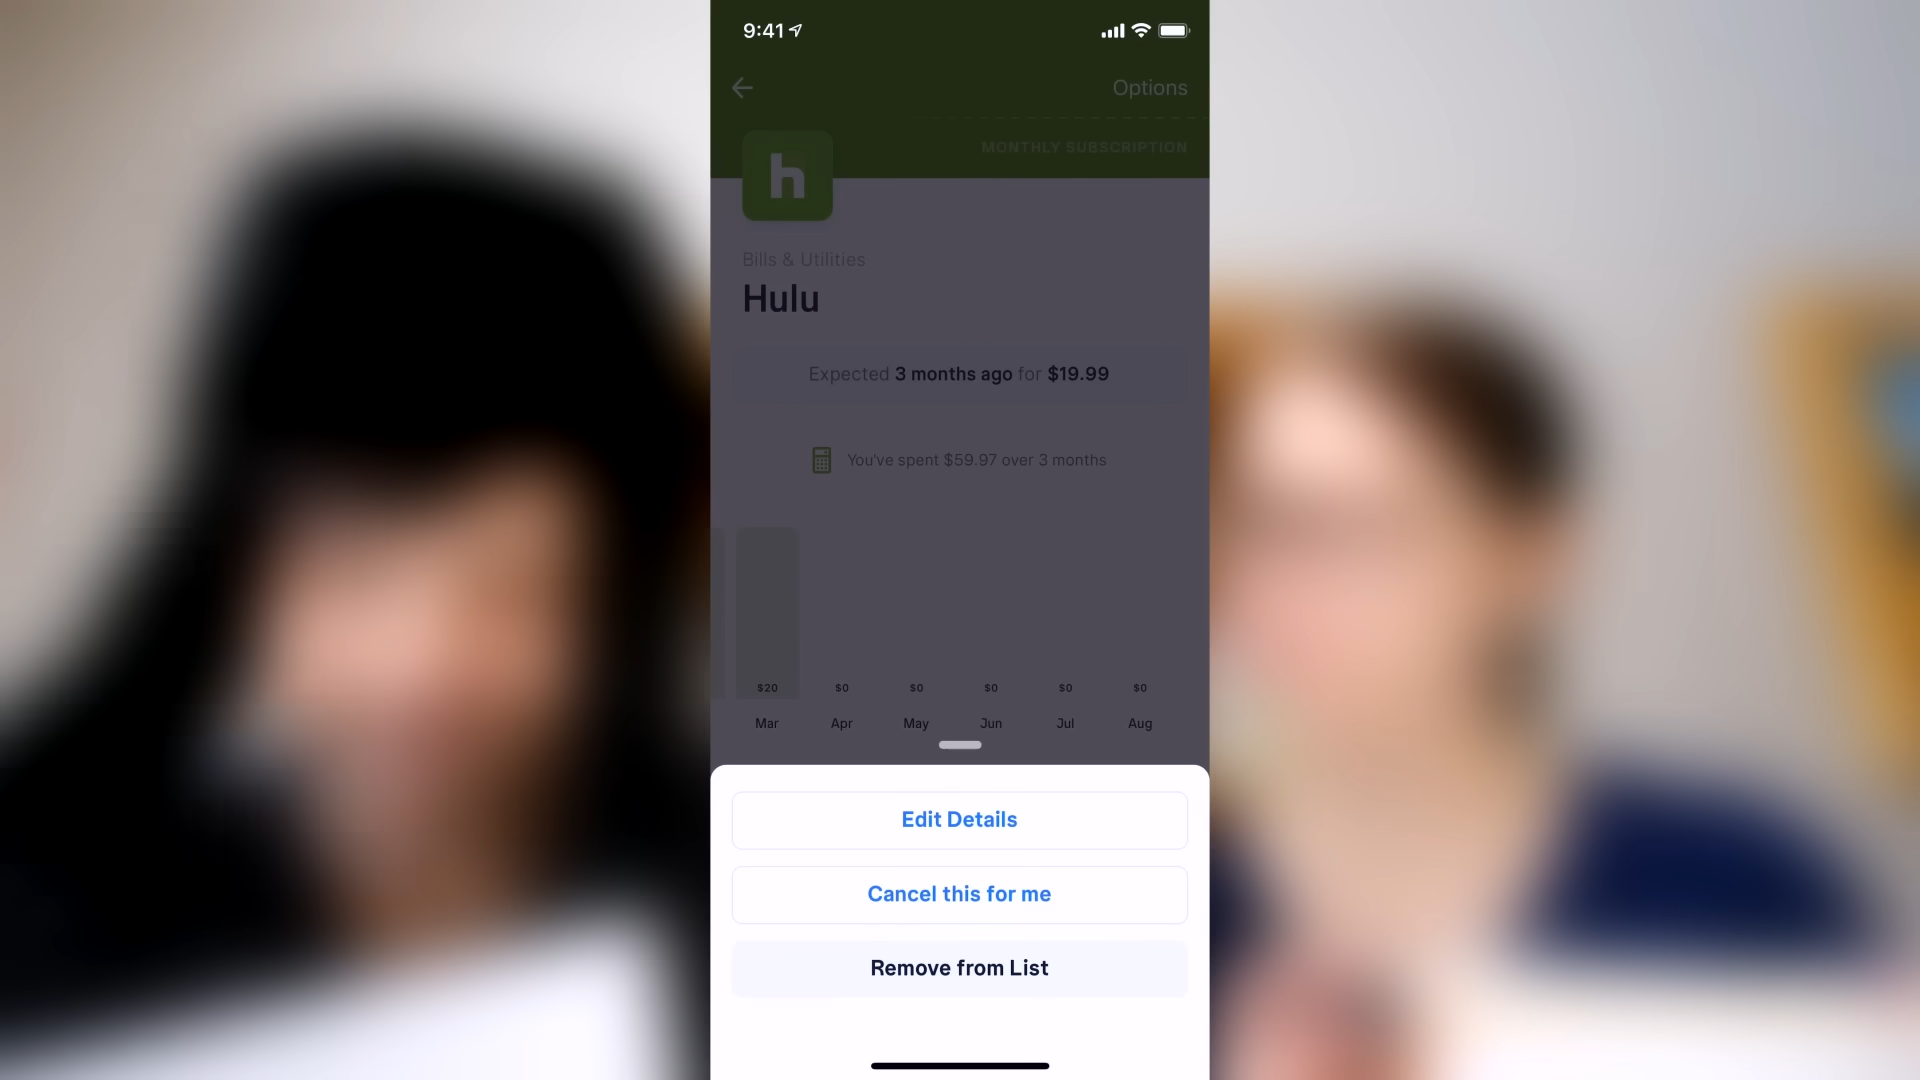 9:41
Options
MONTHLY SUBSCRIPTION
h
Bills & Utilities
Hulu
Expected 3 months ago for $19.99
You've spent $59.97 over 3 months
$20 $0 $0 $0 $0 $0
Mar Apr May Jun Jul Aug
Edit Details
Cancel this for me
Remove from List